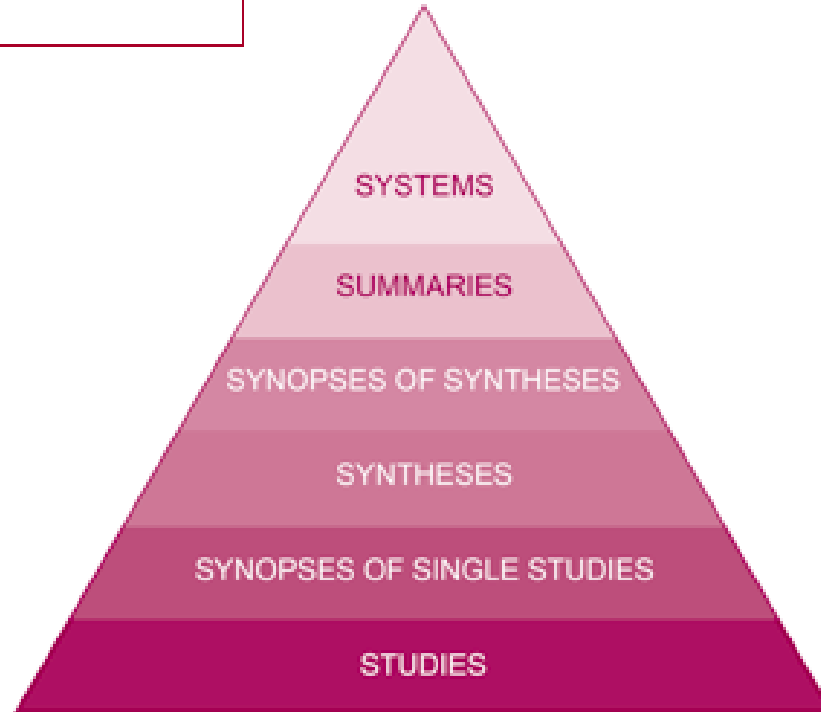 SYSTEMS
SUMMARIES
SYNOPSES OF SYNTHESES
SYNTHESES
SYNOPSES OF SINGLE STUDIES
STUDIES